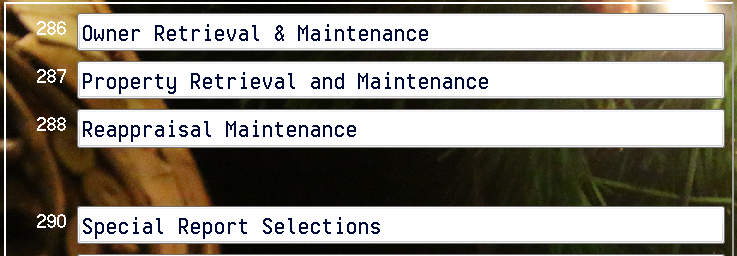 286 Owner Retrieval & Maintenance
287 Property Retrieval and Maintenance
288 Reappraisal Maintenance
290 Special Report Selections